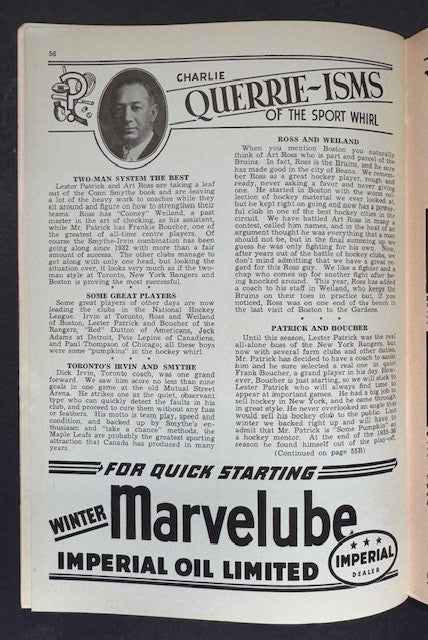 56
CHARLIE
QUERRIE-ISMS
OF THE SPORT WHIRL
TWO-MAN SYSTEM THE BEST
Lester Patrick and Art Ross are taking a leaf
out of the Conn Smythe book and are leaving
a lot of the heavy work to coaches while they
sit around and figure on how to strengthen their
teams. Ross has "Cooney" Weiland, a past
master in the art of checking, as his assistant,
while Mr. Patrick has Frankie Boucher, one of
the greatest of all-time centre players. Of
course the Smythe-Irvin combination has been
going along since 1932 with more than a fair
amount of success. The other clubs manage to
get along with only one head, but looking the
situation over, it looks very much as if the two-
man style at Toronto, New York Rangers and
Boston is proving the most successful.
* * *
SOME GREAT PLAYERS
Some great players of other days are now
leading the clubs in the National Hockey
League. Irvin at Toronto, Ross and Weiland
of Boston, Lester Patrick and Boucher of the
Rangers, "Red" Dutton of Americans, Jack
Adams at Detroit, Pete Lepine of Canadiens,
and Paul Thompson of Chicago; all these boys
were some "pumpkins" in the hockey whirl.
* * *
TORONTO'S IRVIN AND SMYTHE
Dick Irvin, Toronto coach, was one grand
forward. We saw him score no less than nine
goals in one game at the old Mutual Street
Arena. He strikes one as the quiet, observant
type who can quickly detect the faults in his
club, and proceed to cure them without any fuss
or feathers. His motto is team play, speed and
condition, and backed up by Smythe's en-
thusiasm and "take a chance" methods, the
Maple Leafs are probably the greatest sporting
attraction that Canada has produced in many
years.
ROSS AND WEILAND
When you mention Boston you naturally
think of Art Ross who is part and parcel of the
Bruins. In fact, Ross is the Bruins, and he sure
has made good in the city of Beans. We remem-
ber Ross as a great hockey player, rough and
ready, never asking a favor and never giving
one. He started in Boston with the worst col-
lection of hockey material we ever looked at,
but he kept right on going and now has a power-
ful club in one of the best hockey cities in the
circuit. We have battled Art Ross in many a
contest, called him names, and in the heat of an
argument thought he was everything that a man
should not be, but in the final summing up we
guess he was only fighting for his own. Now,
after years out of the battle of hockey clubs, we
don't mind admitting that we have a great re-
gard for this Ross guy. We like a fighter and a
chap who comes up for another fight after be-
ing knocked around. This year, Ross has added
a coach to his staff in Weiland, who keeps the
Bruins on their toes in practice but, if you
noticed, Ross was on one end of the bench in
the last visit of Boston to the Gardens.
* * *
PATRICK AND BOUCHER
Until this season, Lester Patrick was the real
all-alone boss of the New York Rangers, but
now with several farm clubs and other duties,
Mr. Patrick has decided to have a coach to assist
him and he sure selected a real one in
Frank Boucher, a grand player in his day. How-
ever, Boucher is just starting, so we will stick to
Lester Patrick who will always find time to
appear at important games. He had a big job to
sell hockey in New York, and he came through
in great style. He never overlooked an angle that
would sell his hockey club to the public. Last
winter we backed right up and will have to
admit that Mr. Patrick is "Some Pumpkin" as
a hockey mentor. At the end of the 1935-36
season he found himself out of the play-off,
(Continued on page 55B)
FOR QUICK STARTING
WINTER
Marvelube
IMPERIAL OIL LIMITED
IMPERIAL
DEALER